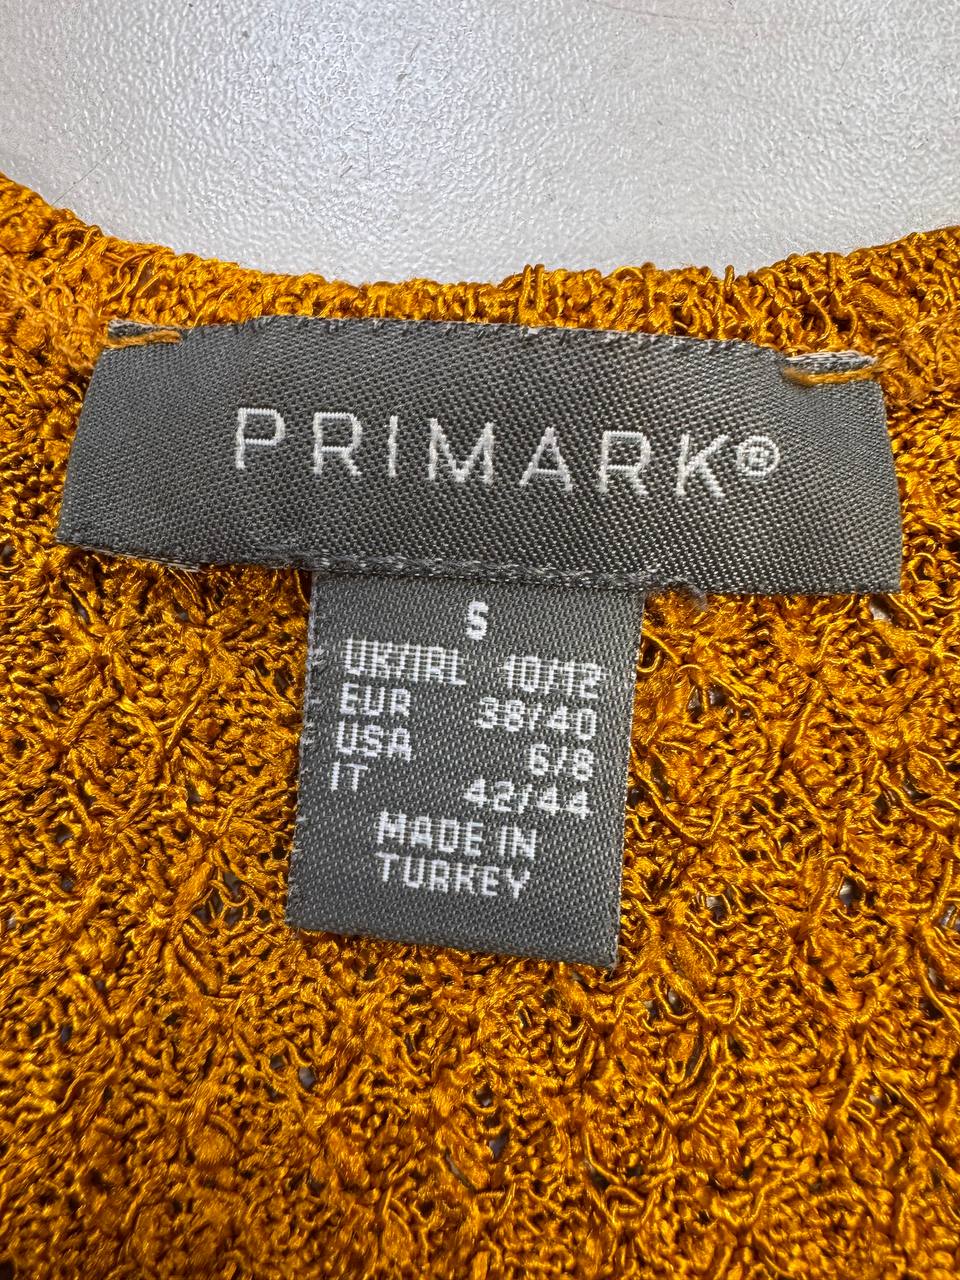 PRIMARK®
S
UK/IRL 10/12
EUR 38/40
USA 6/8
IT 42/44
MADE IN
TURKEY